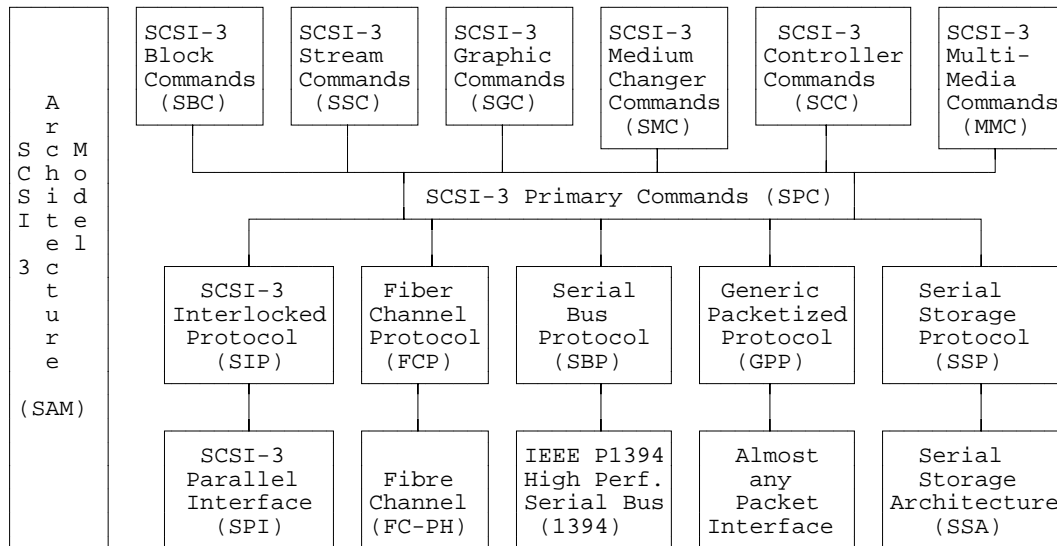 SCSI 3
Architecture
Model
(SAM)
SCSI-3
Block
Commands
(SBC)
SCSI-3
Stream
Commands
(SSC)
SCSI-3
Graphic
Commands
(SGC)
SCSI-3
Medium
Changer
Commands
(SMC)
SCSI-3
Controller
Commands
(SCC)
SCSI-3
Multi-
Media
Commands
(MMC)
SCSI-3 Primary Commands (SPC)
SCSI-3
Interlocked
Protocol
(SIP)
Fiber
Channel
Protocol
(FCP)
Serial
Bus
Protocol
(SBP)
Generic
Packetized
Protocol
(GPP)
Serial
Storage
Protocol
(SSP)
SCSI-3
Parallel
Interface
(SPI)
Fibre
Channel
(FC-PH)
IEEE P1394
High Perf.
Serial Bus
(1394)
Almost
any
Packet
Interface
Serial
Storage
Architecture
(SSA)